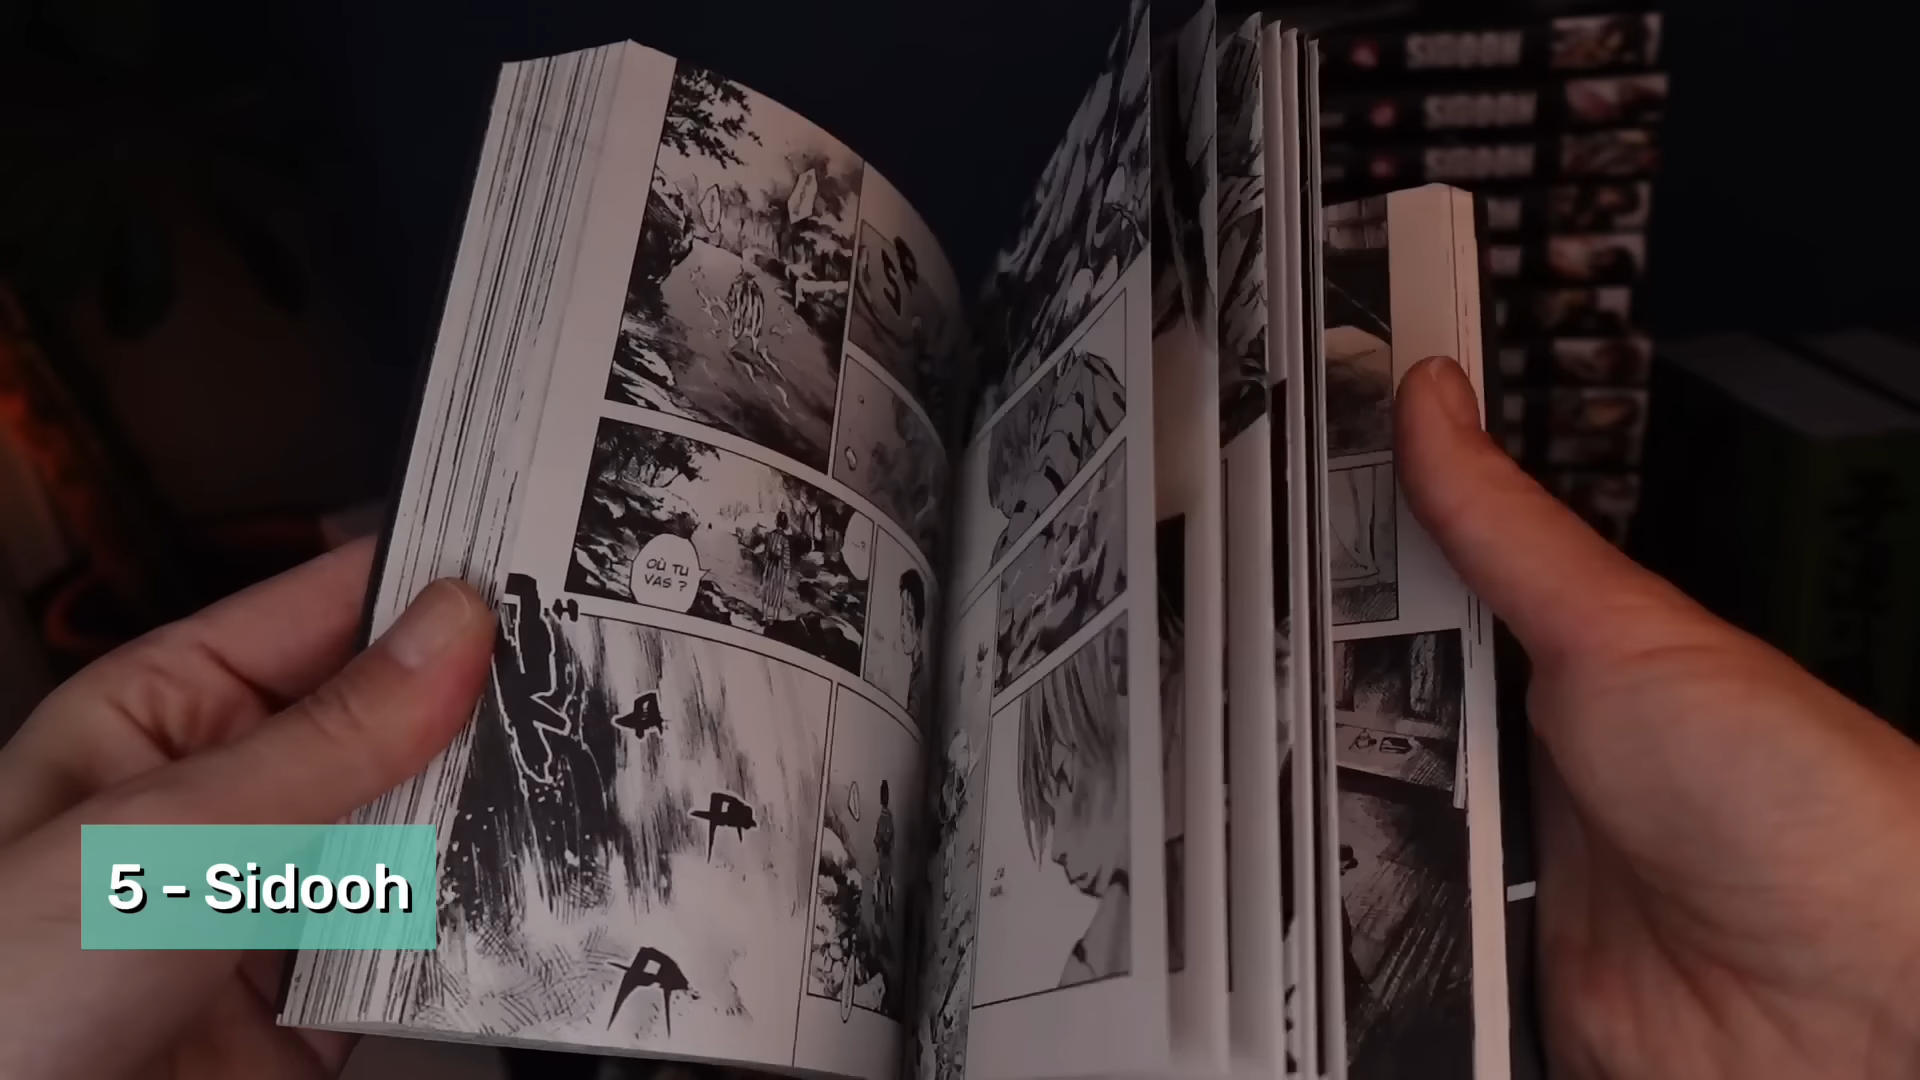 SIDOOH
SIDOOH
SIDOOH
OÙ TU
VAS ?
5 - Sidooh